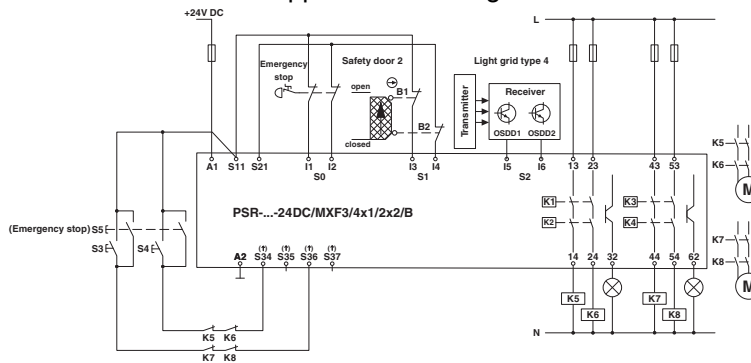 +24V DC
L
Emergency
stop
Safety door 2
open
closed
B1
B2
Light grid type 4
Transmitter
Receiver
OSDD1 OSDD2
A1 S11 S21 I1 I2 I3 I4 I5 I6 13 23 43 53
S0 S1 S2
K5
K6
M
PSR-...-24DC/MXF3/4x1/2x2/B
K1
K2
K3
K4
(Emergency stop) S5
S3 S4
(†) (†) (†) (†)
A2 S34 S35 S36 S37
14 24 32 44 54 62
K7
K8
M
K5 K7
K6 K8
N
K5 K6
K7 K8